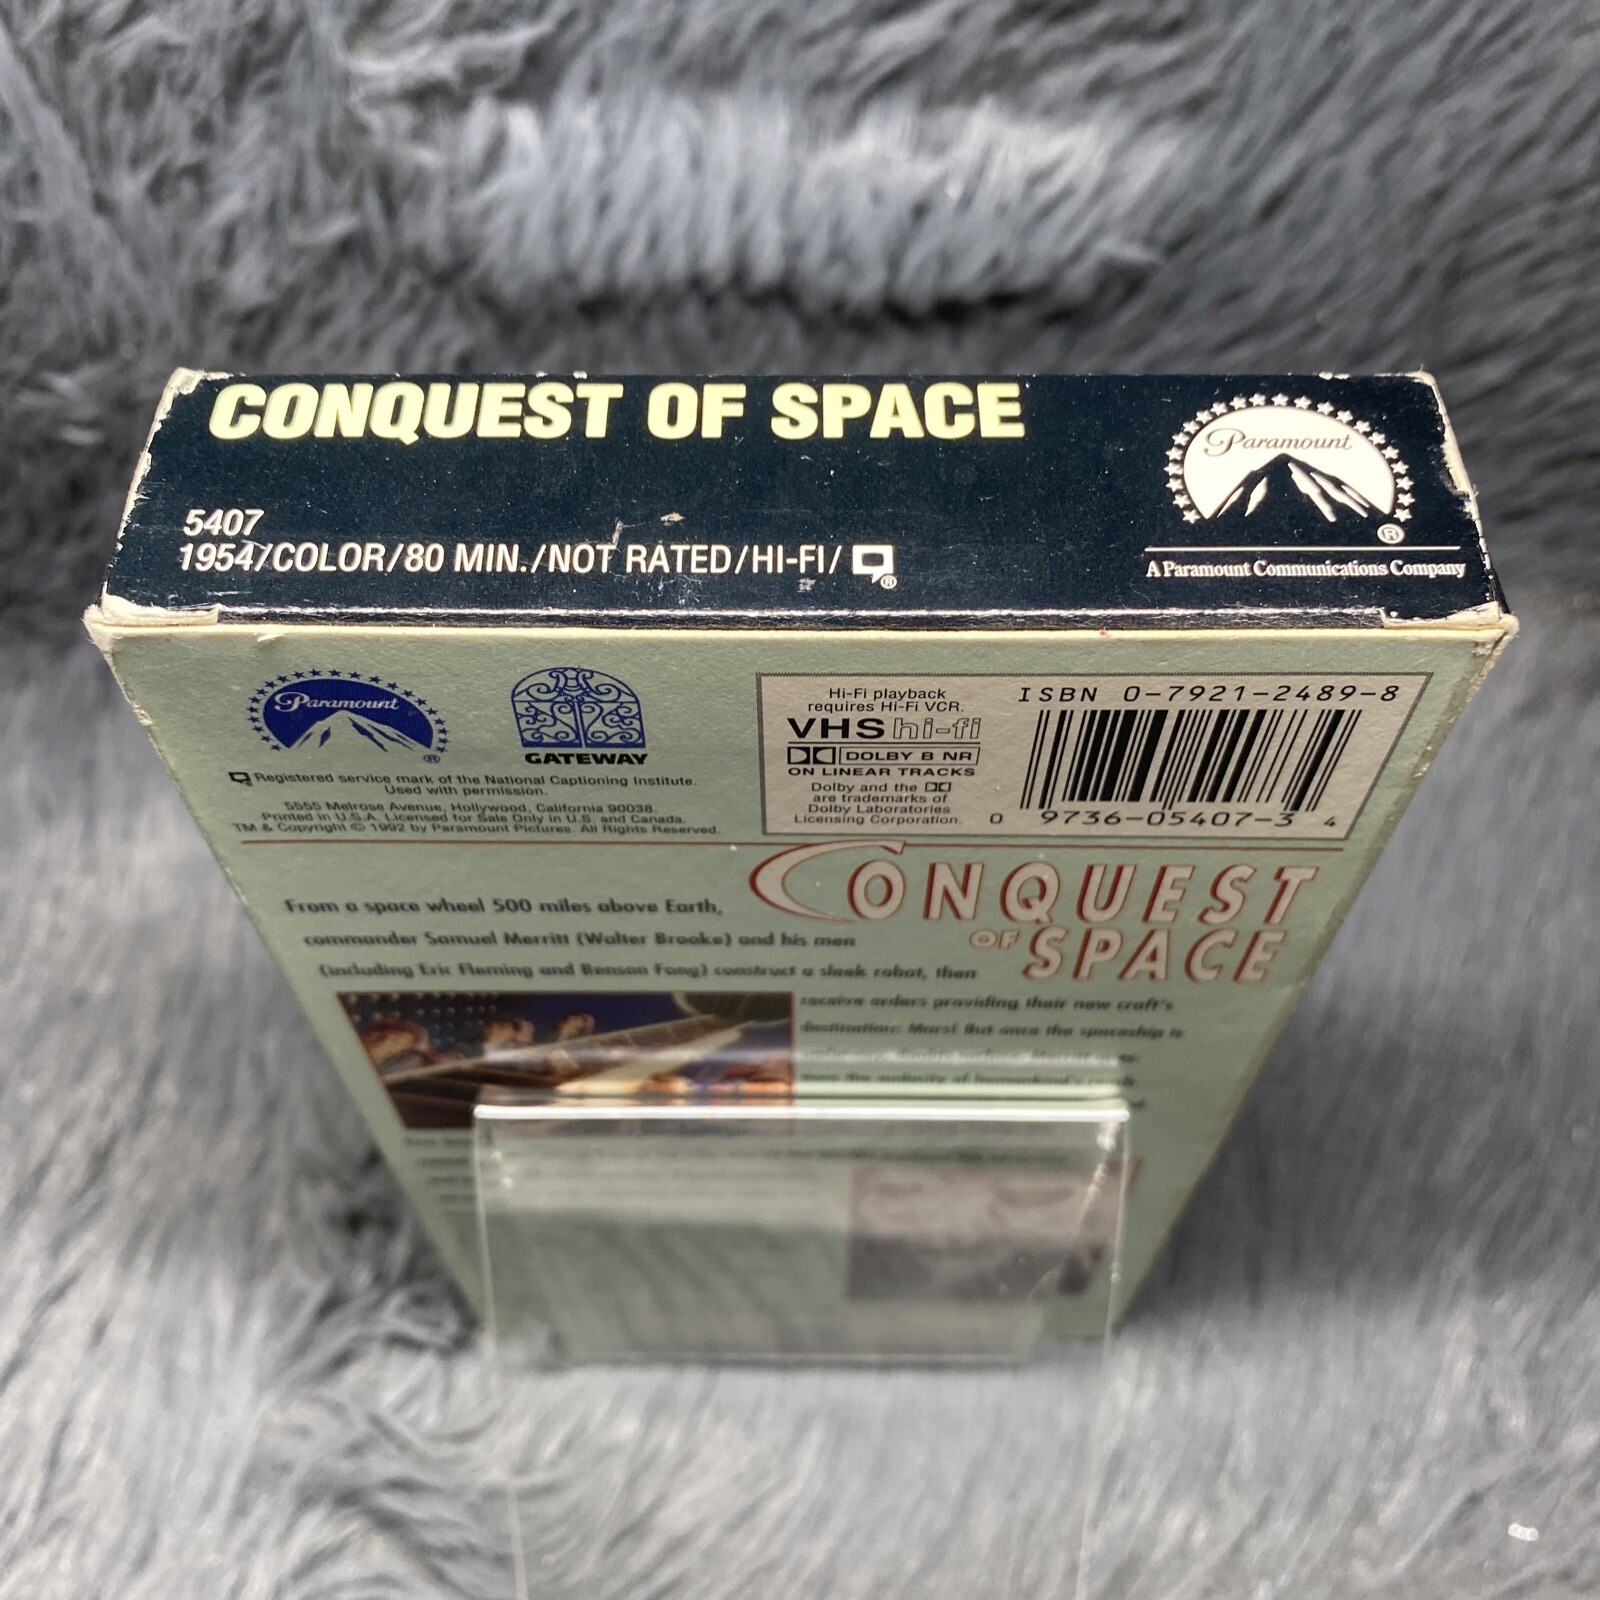 CONQUEST OF SPACE
Paramount
®
5407
1954/COLOR/80 MIN./NOT RATED/HI-FI/ ®
A Paramount Communications Company
Paramount
®
GATEWAY
Registered service mark of the National Captioning Institute.
Used with permission.
5555 Melrose Avenue, Hollywood, California 90038.
Printed in U.S.A. Licensed for Sale Only in U.S. and Canada.
TM & Copyright © 1992 by Paramount Pictures. All Rights Reserved.
Hi-Fi playback
requires Hi-Fi VCR.
VHS hi-fi
DOLBY B NR
ON LINEAR TRACKS
Dolby and the
are trademarks of
Dolby Laboratories
Licensing Corporation.
ISBN 0-7921-2489-8
0 9736-05407-3 4
CONQUEST
OF SPACE
From a space wheel 500 miles above Earth,
commander Samuel Merritt (Walter Brooke) and his men
(including Eric Fleming and Benson Fong) construct a sleek robot, then
receive orders providing their new craft's
destination: Mars! But once the spaceship is